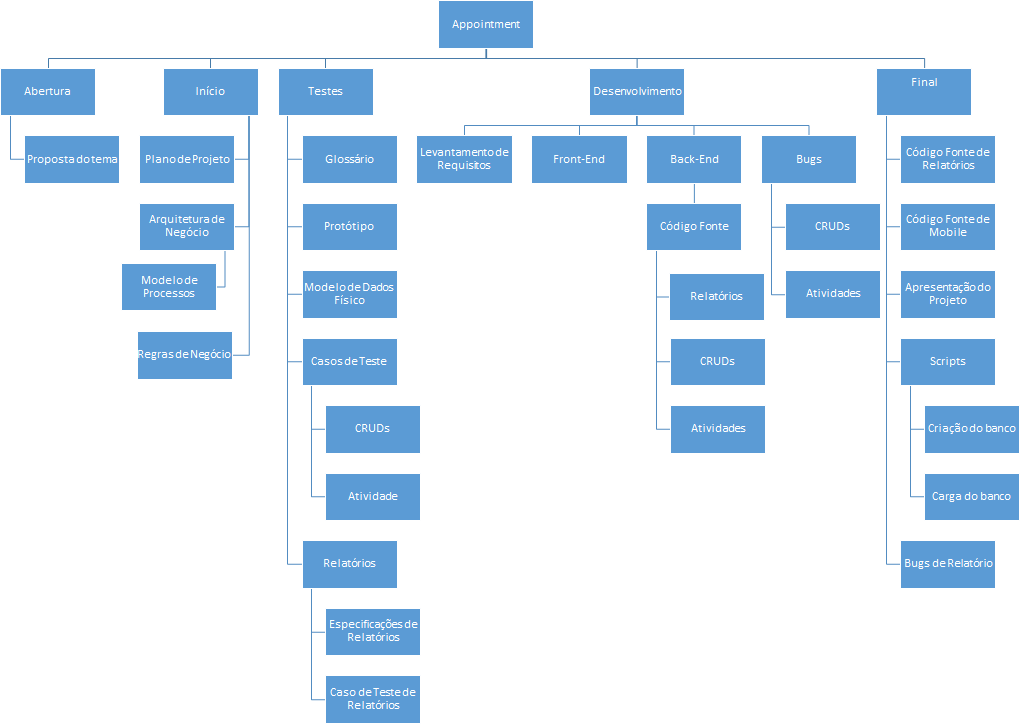 Appointment
Abertura
Proposta do tema
Início
Plano de Projeto
Arquitetura de
Negócio
Modelo de
Processos
Regras de Negócio
Testes
Glossário
Protótipo
Modelo de Dados
Físico
Casos de Teste
CRUDs
Atividade
Relatórios
Especificações de
Relatórios
Caso de Teste de
Relatórios
Desenvolvimento
Levantamento de
Requisitos
Front-End
Back-End
Código Fonte
Relatórios
CRUDs
Atividades
Bugs
CRUDs
Atividades
Final
Código Fonte de
Relatórios
Código Fonte de
Mobile
Apresentação do
Projeto
Scripts
Criação do banco
Carga do banco
Bugs de Relatório